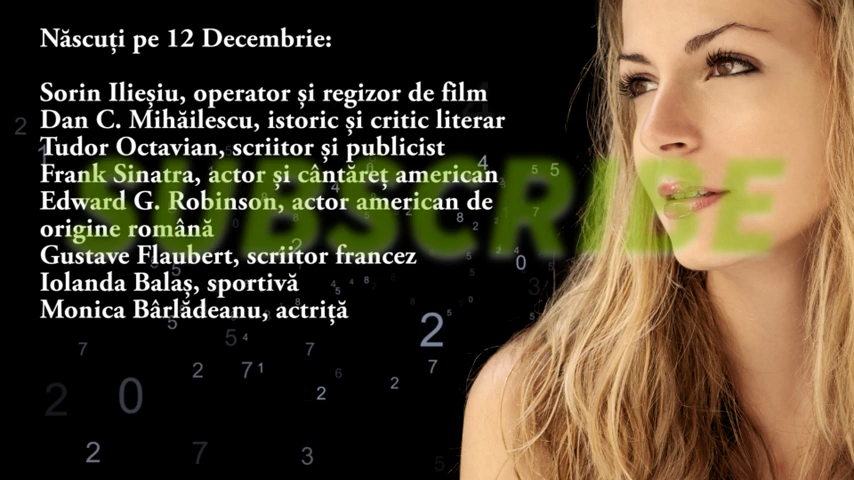 Născuți pe 12 Decembrie:
Sorin Ilieșiu, operator și regizor de film
Dan C. Mihăilescu, istoric și critic literar
Tudor Octavian, scriitor și publicist
Frank Sinatra, actor și cântăreț american
Edward G. Robinson, actor american de
origine română
Gustave Flaubert, scriitor francez
Iolanda Balaș, sportivă
Monica Bârlădeanu, actriță
SUBSCRIBE